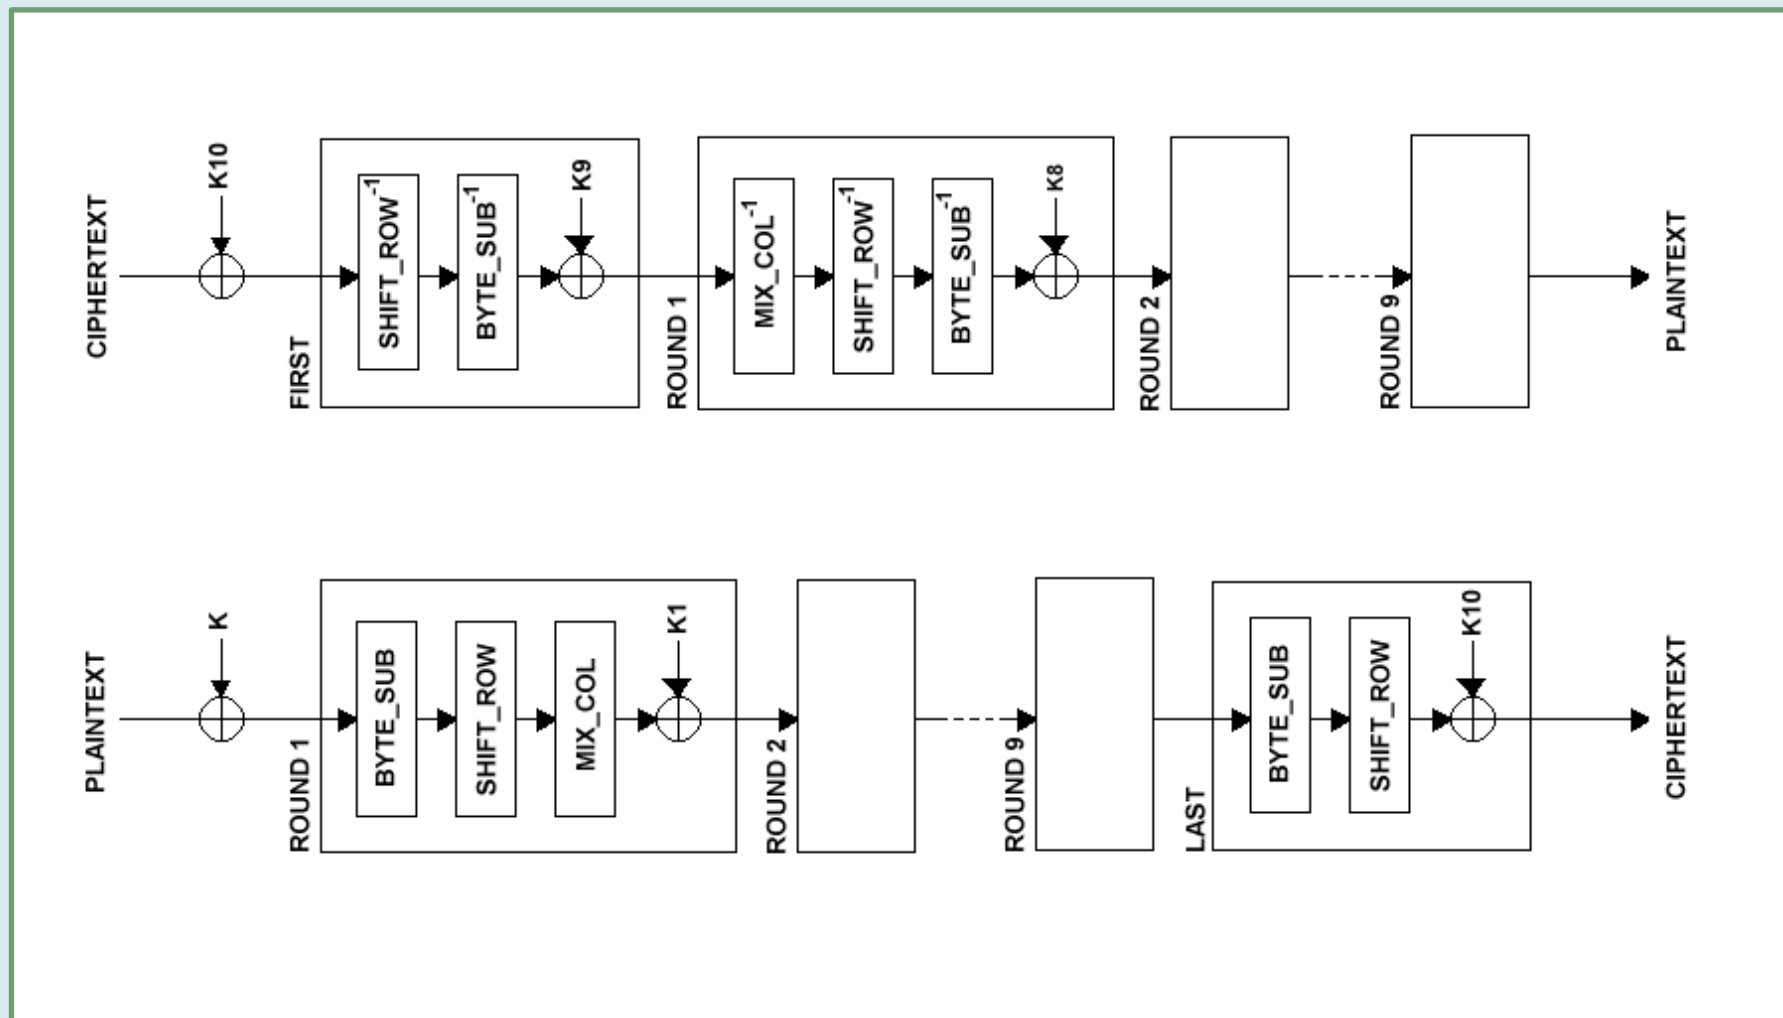 CIPHERTEXT
K10
FIRST
SHIFT_ROW-1
BYTE_SUB-1
K9
ROUND 1
MIX_COL-1
SHIFT_ROW-1
BYTE_SUB-1
K8
ROUND 2
ROUND 9
PLAINTEXT
PLAINTEXT
K
ROUND 1
BYTE_SUB
SHIFT_ROW
MIX_COL
K1
ROUND 2
ROUND 9
LAST
BYTE_SUB
SHIFT_ROW
K10
CIPHERTEXT